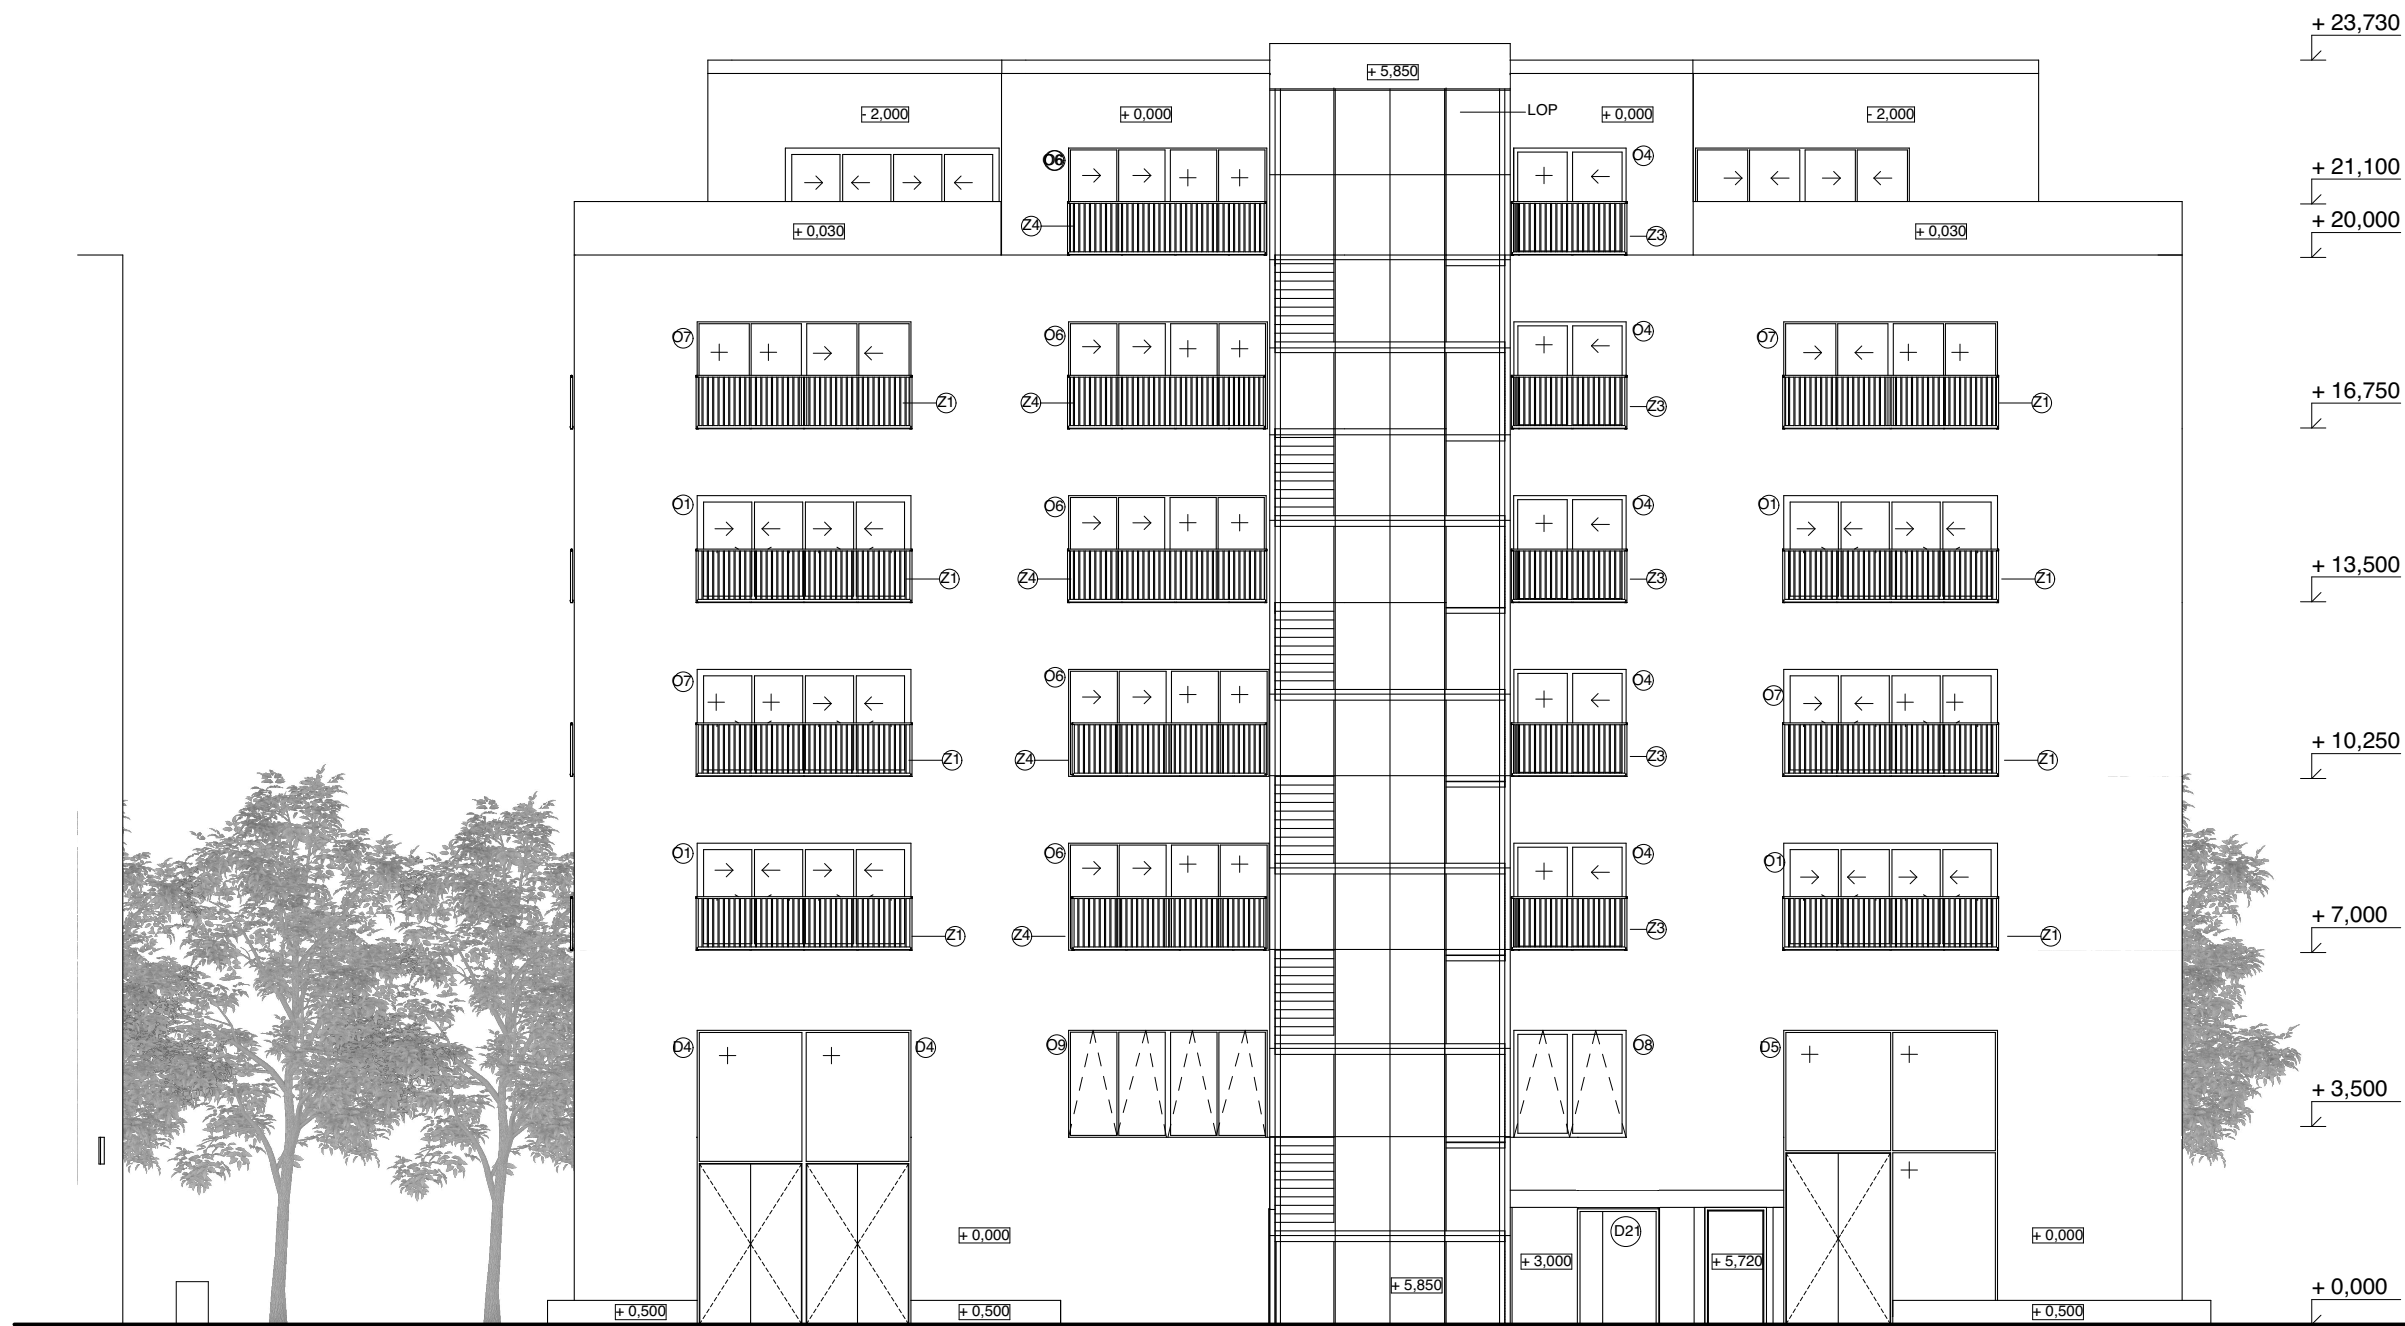 + 23,730
+ 5,850
- 2,000
+ 0,000
LOP
+ 0,000
- 2,000
O6
O4
+ 21,100
Z4
Z3
+ 20,000
+ 0,030
+ 0,030
O7
O6
O4
O7
+ 16,750
Z1
Z4
Z3
Z1
O1
O6
O4
O1
+ 13,500
Z1
Z4
Z3
Z1
O7
O6
O4
O7
+ 10,250
Z1
Z4
Z3
Z1
O1
O6
O4
O1
+ 7,000
Z1
Z4
Z3
Z1
D4
D4
O9
O8
D5
+ 3,500
+ 0,000
D21
+ 0,000
+ 3,000
+ 5,720
+ 5,850
+ 0,000
+ 0,500
+ 0,500
+ 0,500